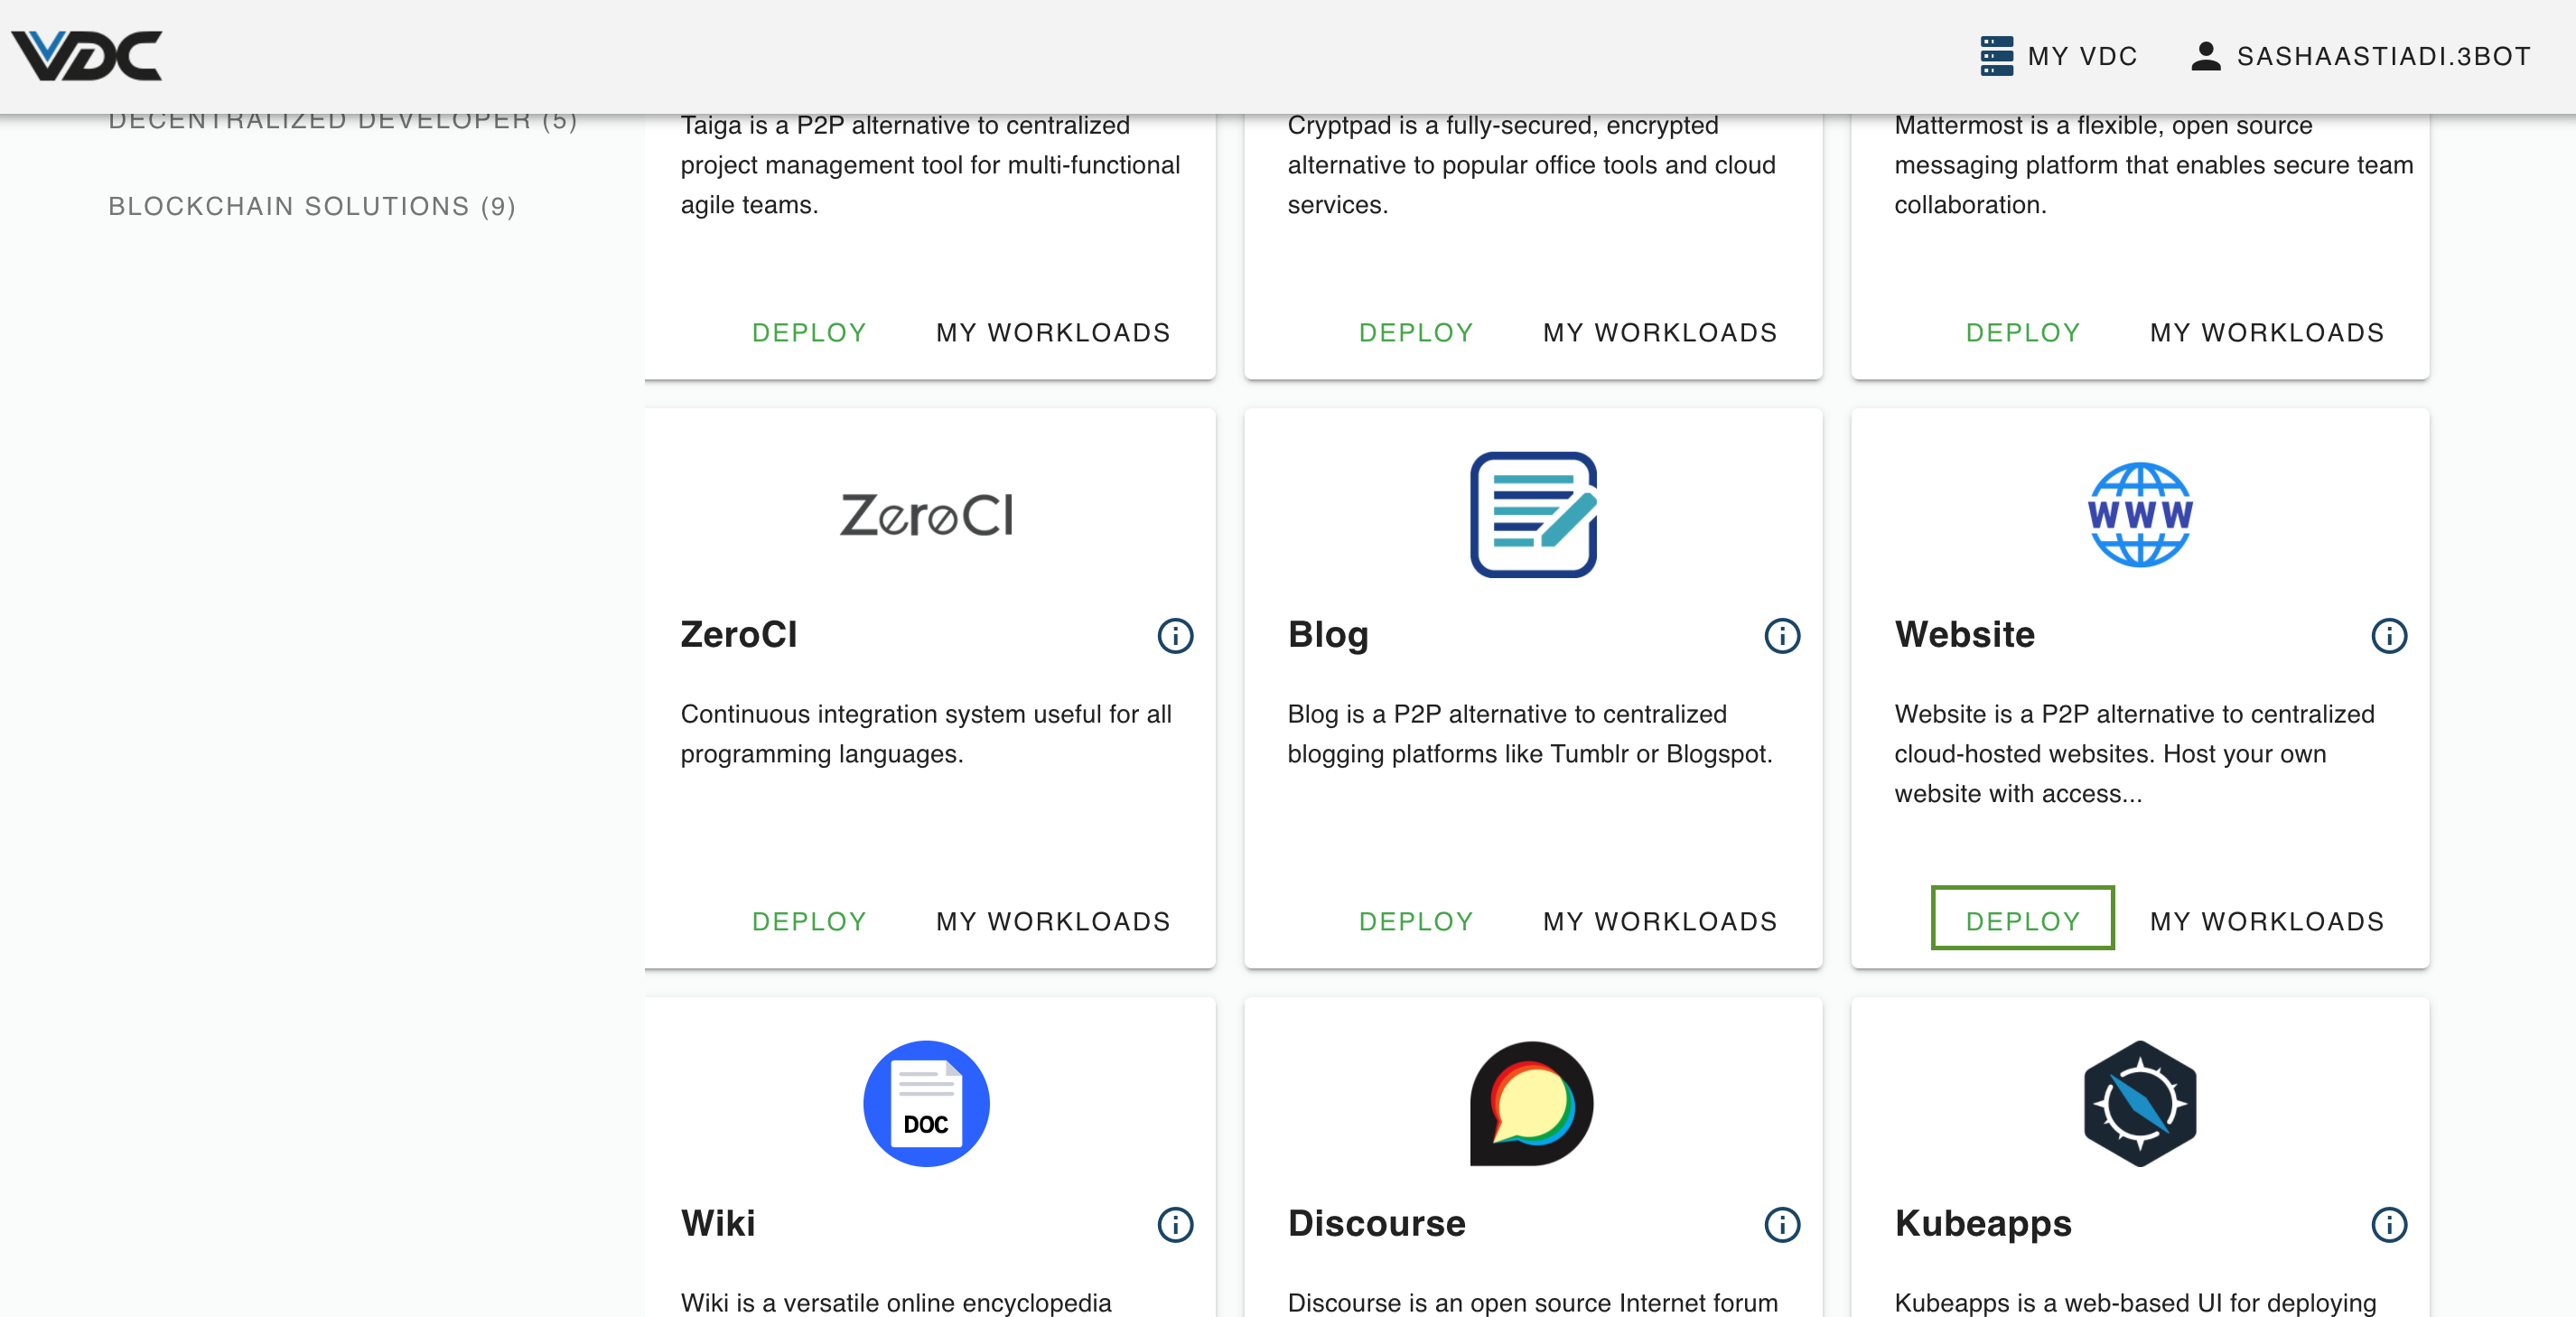 VDC
MY VDC
SASHAASTIADI.3BOT
DECENTRALIZED DEVELOPER (5)
BLOCKCHAIN SOLUTIONS (9)
Taiga is a P2P alternative to centralized
project management tool for multi-functional
agile teams.
DEPLOY
MY WORKLOADS
Cryptpad is a fully-secured, encrypted
alternative to popular office tools and cloud
services.
DEPLOY
MY WORKLOADS
Mattermost is a flexible, open source
messaging platform that enables secure team
collaboration.
DEPLOY
MY WORKLOADS
ZeroCI
ZeroCI
Continuous integration system useful for all
programming languages.
DEPLOY
MY WORKLOADS
Blog
Blog is a P2P alternative to centralized
blogging platforms like Tumblr or Blogspot.
DEPLOY
MY WORKLOADS
WWW
Website
Website is a P2P alternative to centralized
cloud-hosted websites. Host your own
website with access...
DEPLOY
MY WORKLOADS
DOC
Wiki
Wiki is a versatile online encyclopedia
Discourse
Discourse is an open source Internet forum
Kubeapps
Kubeapps is a web-based UI for deploying